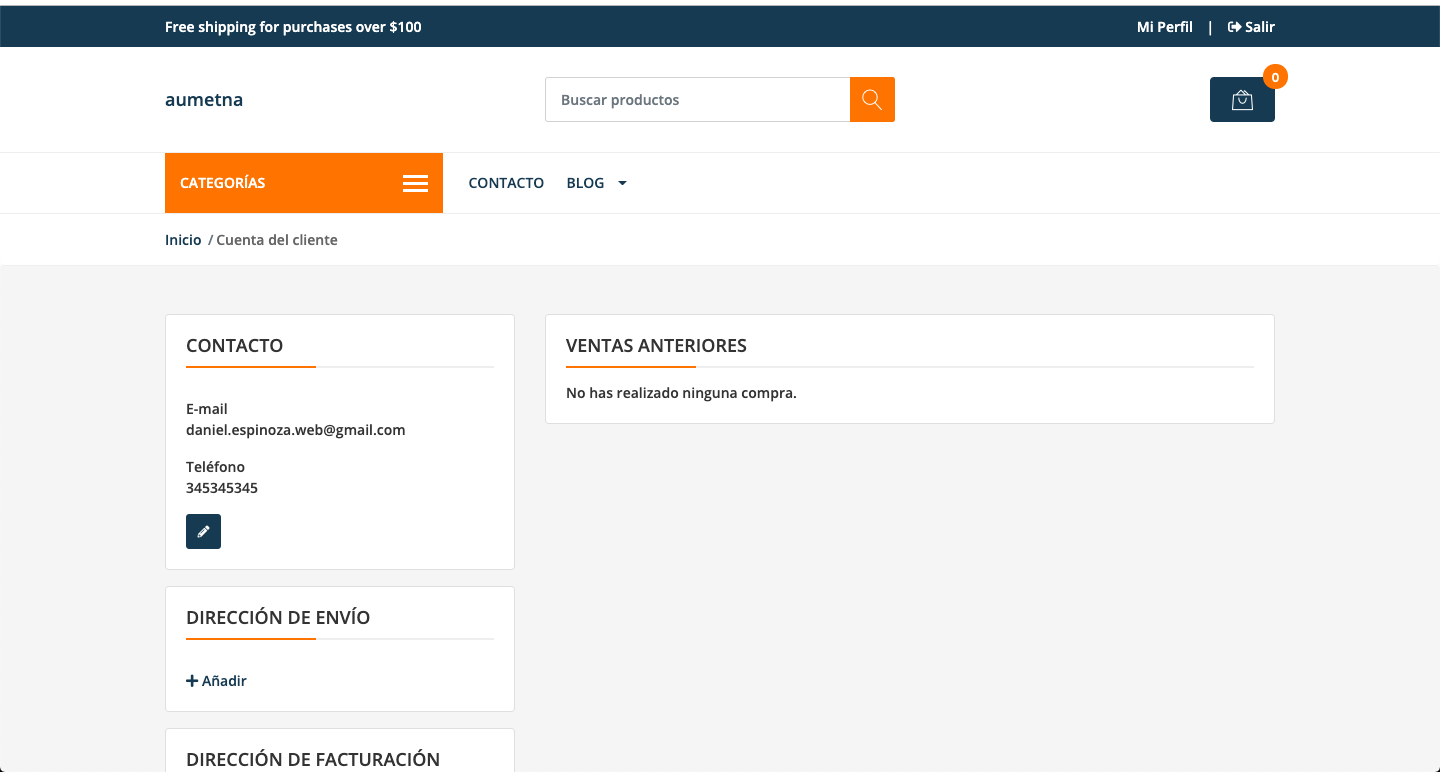 Free shipping for purchases over $100
Mi Perfil | Salir
aumetna
Buscar productos
0
CATEGORÍAS
CONTACTO
BLOG
Inicio / Cuenta del cliente
CONTACTO
E-mail
daniel.espinoza.web@gmail.com
Teléfono
345345345
DIRECCIÓN DE ENVÍO
Añadir
DIRECCIÓN DE FACTURACIÓN
VENTAS ANTERIORES
No has realizado ninguna compra.